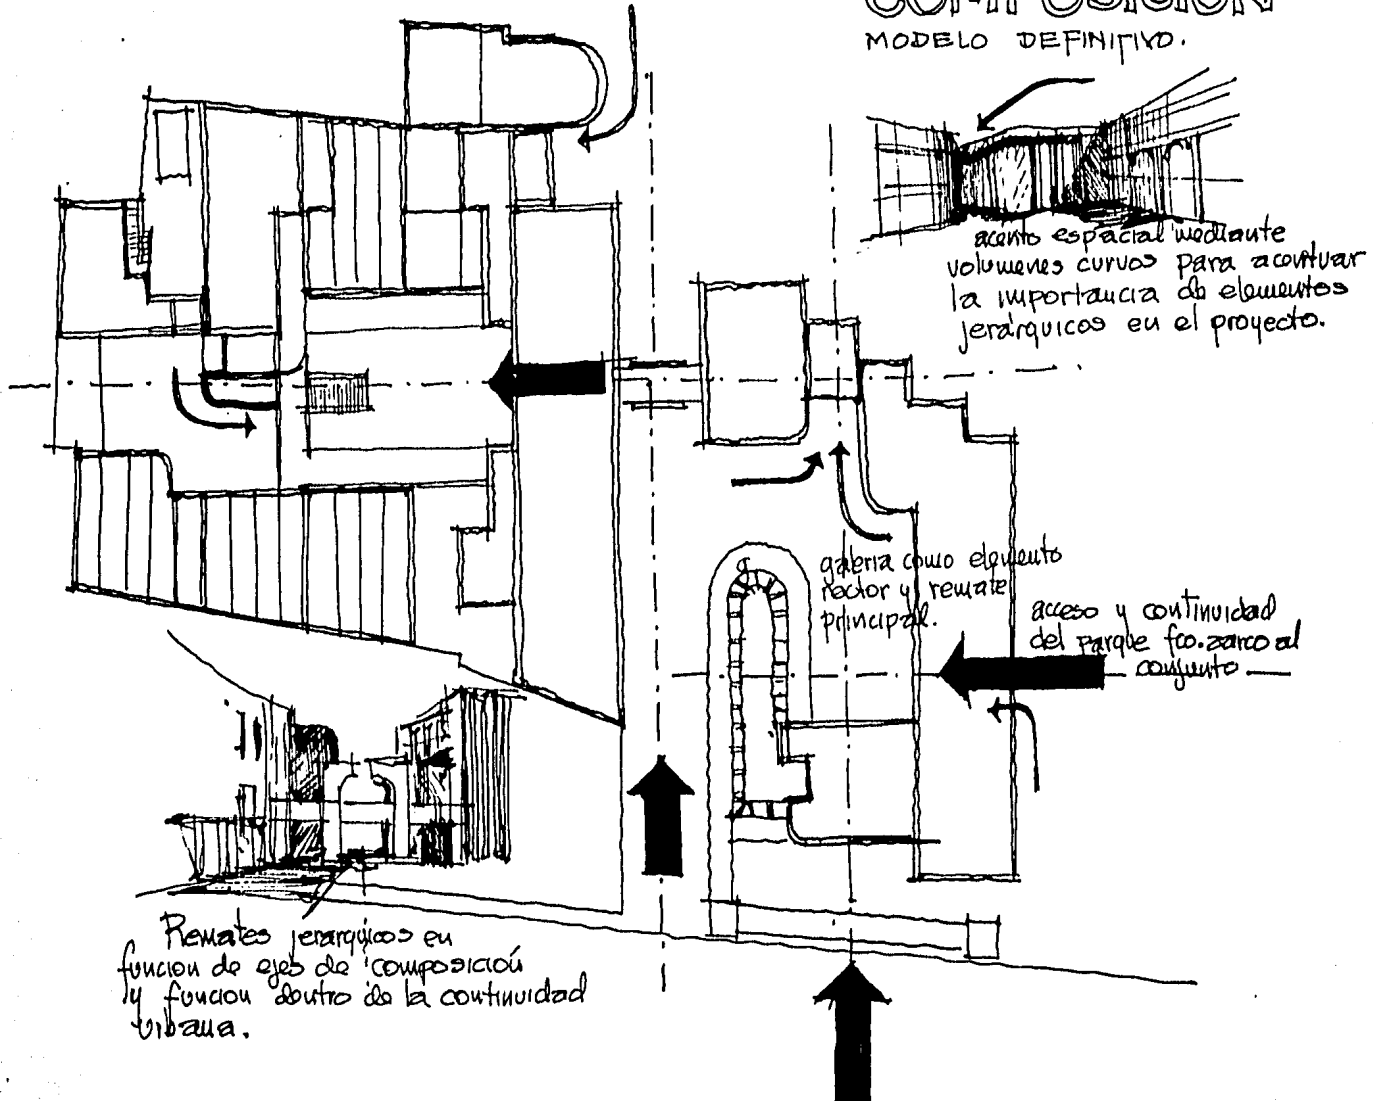 COMPOSICION
MODELO DEFINITIVO.
acento espacial mediante
volumenes curvos para acentuar
la importancia de elementos
jerárquicos en el proyecto.
galeria como elemento
rector y remate
principal.
acceso y continuidad
del parque fco. zarco al
conjunto
Remates jerarquicos en
funcion de ejes de composición
y funcion dentro de la continuidad
urbana.